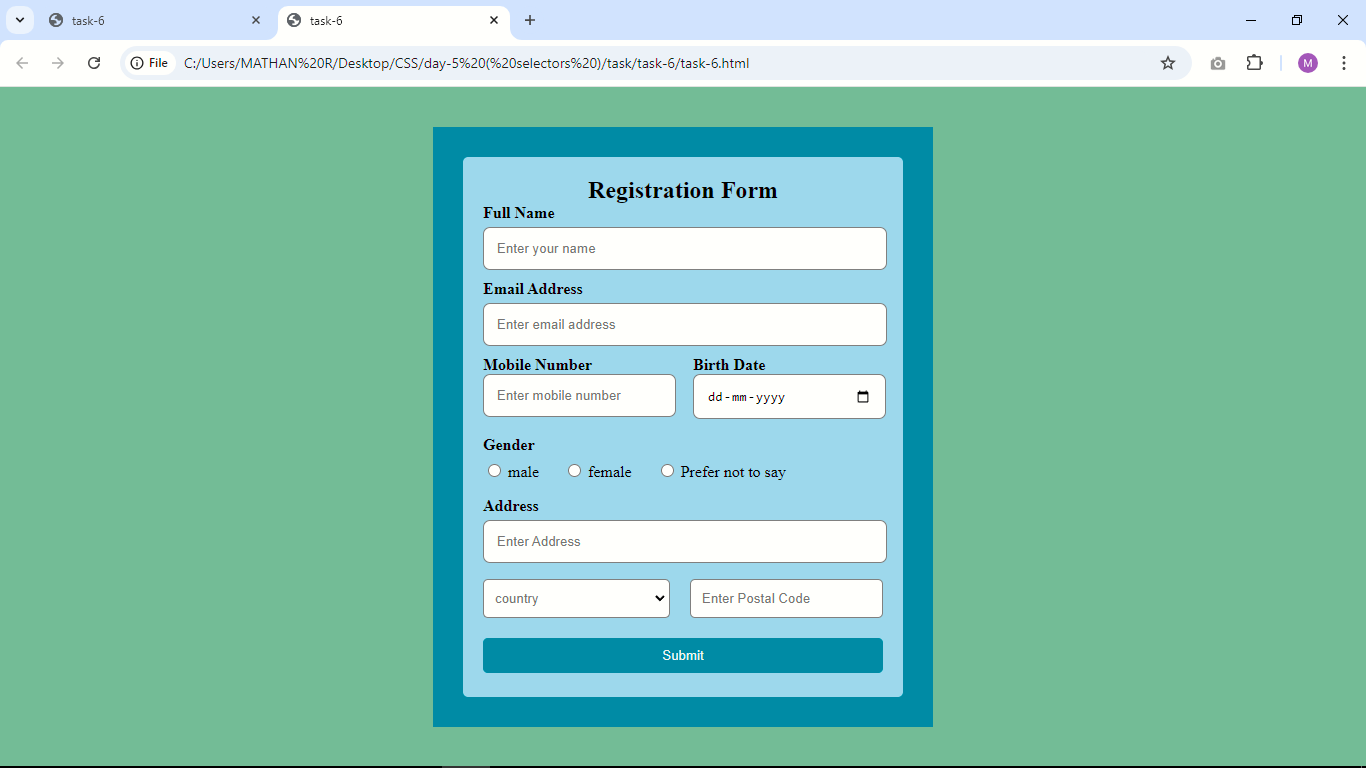 task-6
task-6
File C:/Users/MATHAN%20R/Desktop/CSS/day-5%20(%20selectors%20)/task/task-6/task-6.html
M
Registration Form
Full Name
Enter your name
Email Address
Enter email address
Mobile Number Birth Date
Enter mobile number dd-mm-yyyy
Gender
male female Prefer not to say
Address
Enter Address
country Enter Postal Code
Submit